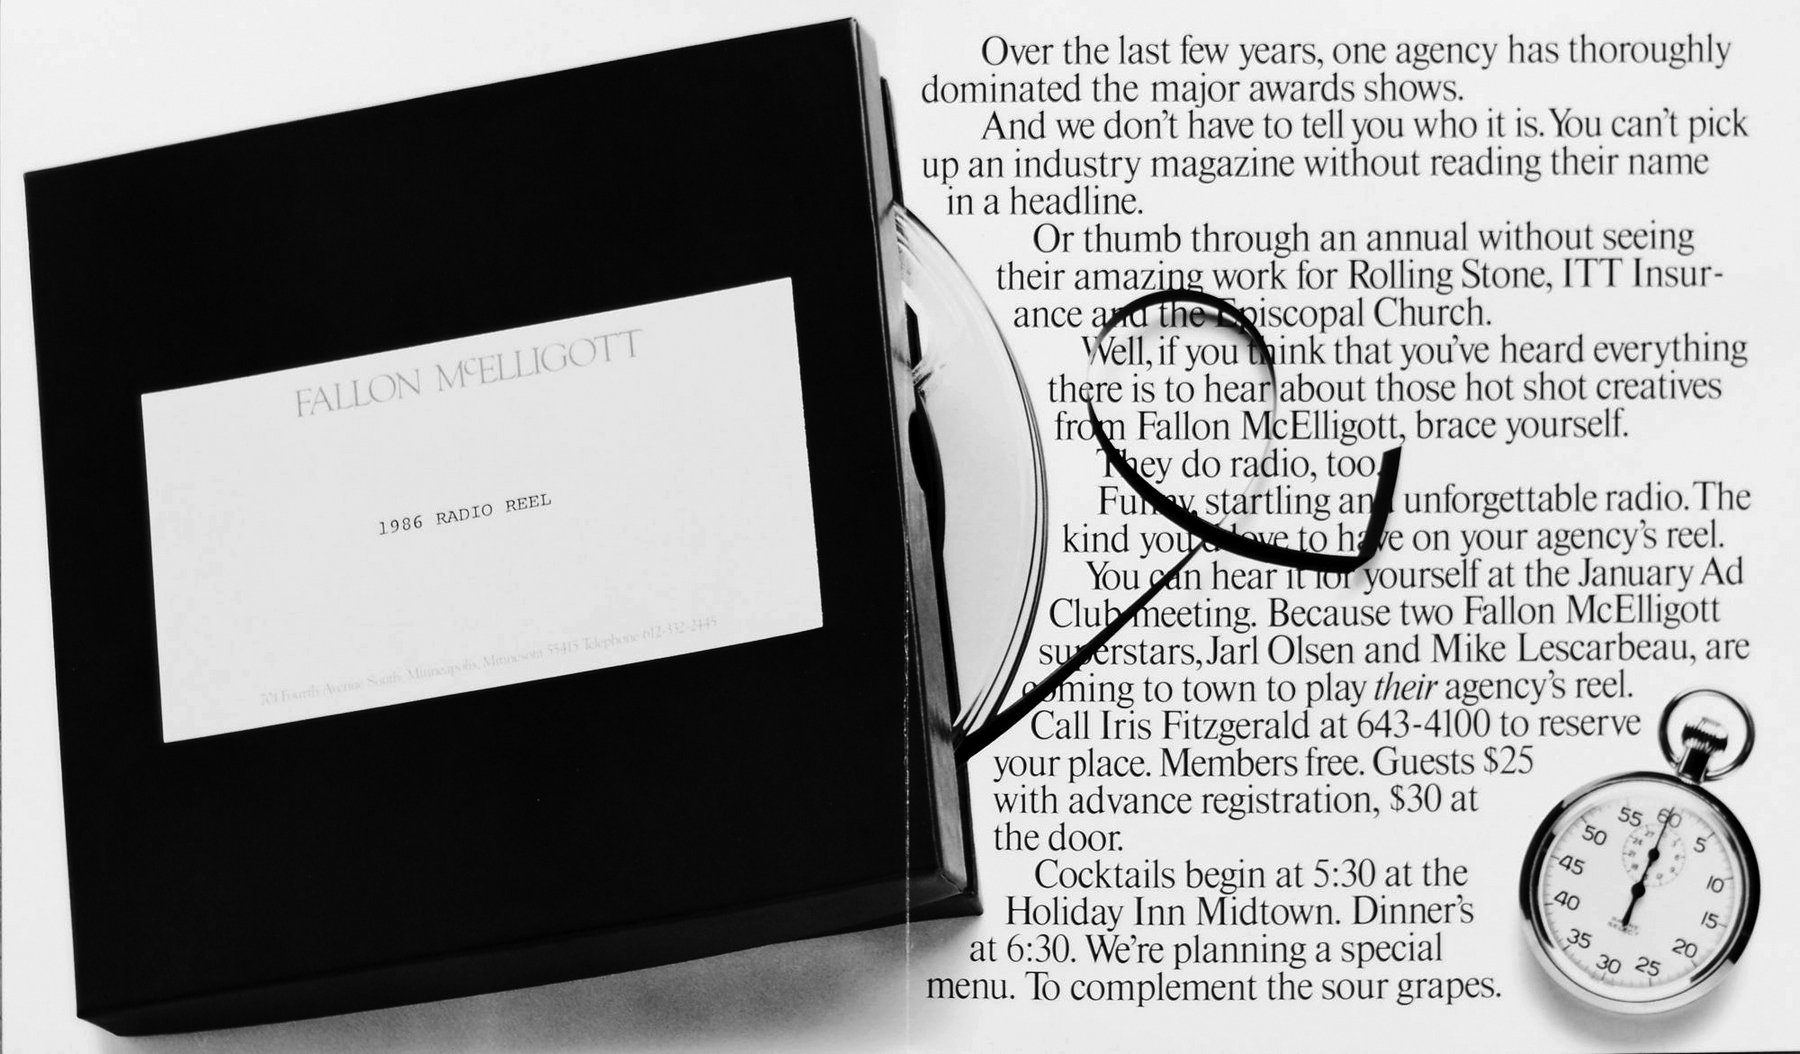 FALLON McELLIGOTT
1986 RADIO REEL
701 Fourth Avenue South, Minneapolis, Minnesota 55415 Telephone 612-332-2445
Over the last few years, one agency has thoroughly
dominated the major awards shows.
And we don't have to tell you who it is. You can't pick
up an industry magazine without reading their name
in a headline.
Or thumb through an annual without seeing
their amazing work for Rolling Stone, ITT Insur-
ance and the Episcopal Church.
Well, if you think that you've heard everything
there is to hear about those hot shot creatives
from Fallon McElligott, brace yourself.
They do radio, too.
Funny, startling and unforgettable radio. The
kind you'd love to have on your agency's reel.
You can hear it for yourself at the January Ad
Club meeting. Because two Fallon McElligott
superstars, Jarl Olsen and Mike Lescarbeau, are
coming to town to play their agency's reel.
Call Iris Fitzgerald at 643-4100 to reserve
your place. Members free. Guests $25
with advance registration, $30 at
the door.
Cocktails begin at 5:30 at the
Holiday Inn Midtown. Dinner's
at 6:30. We're planning a special
menu. To complement the sour grapes.
60
5
10
15
20
25
30
35
40
45
50
55